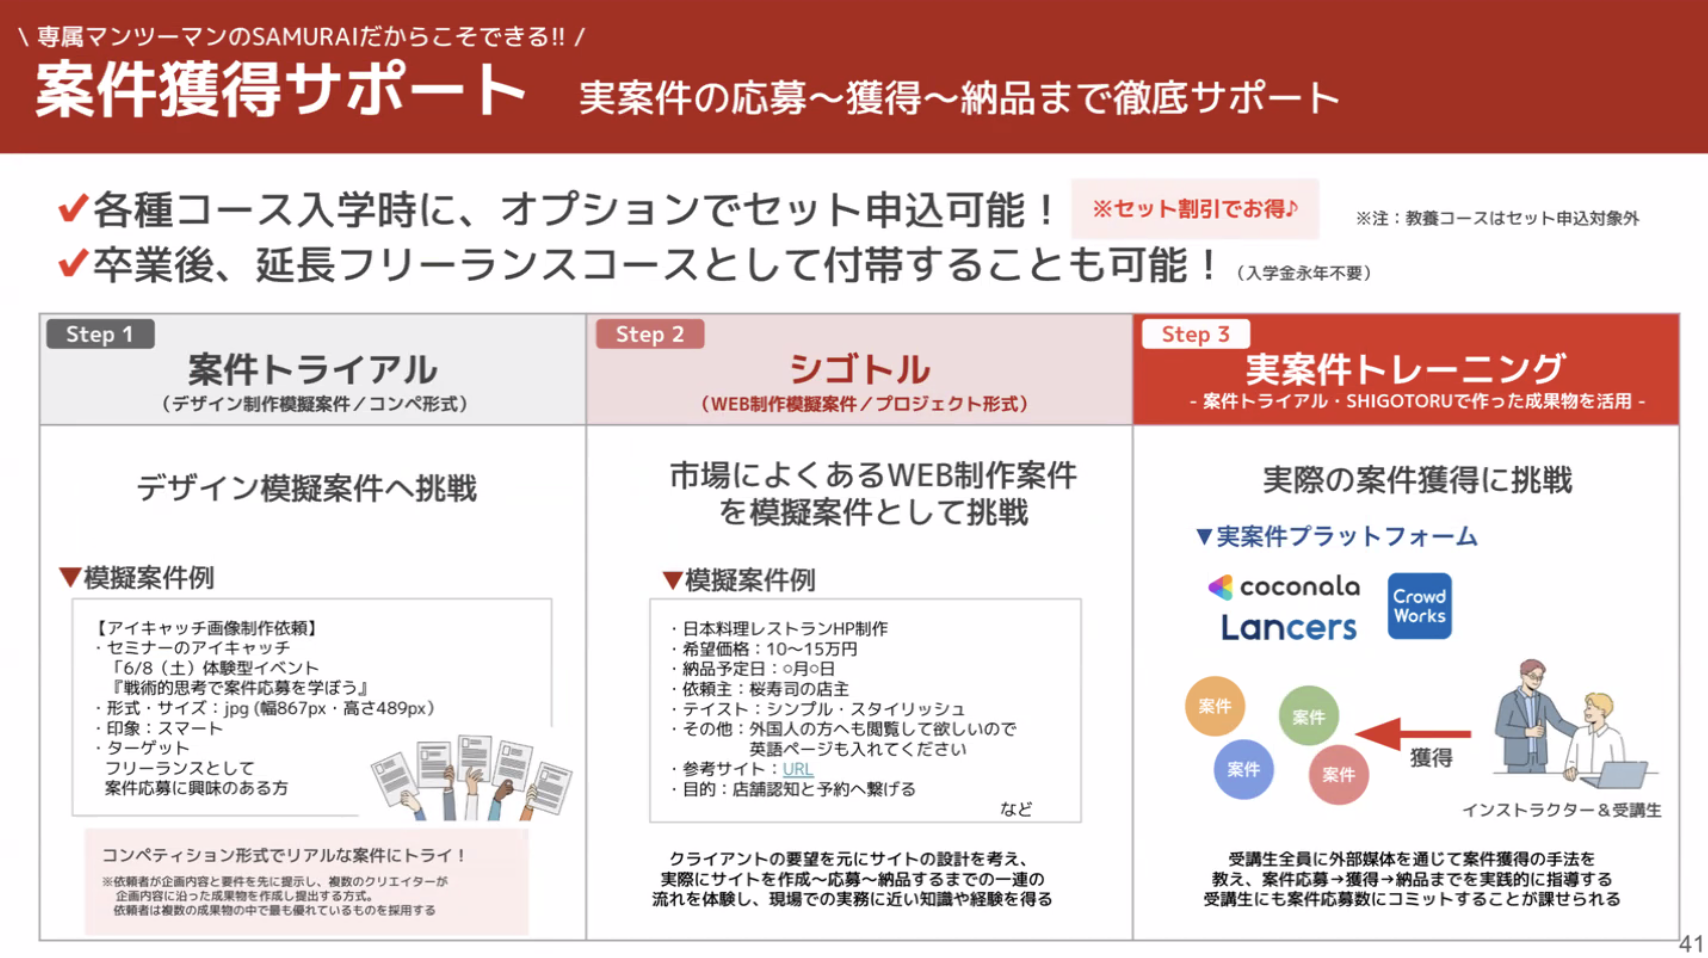 \ 専属マンツーマンのSAMURAIだからこそできる!! /
案件獲得サポート 実案件の応募〜獲得〜納品まで徹底サポート
✔各種コース入学時に、オプションでセット申込可能！ ※セット割引でお得♪ ※注：教養コースはセット申込対象外
✔卒業後、延長フリーランスコースとして付帯することも可能！（入学金永年不要）
Step 1
案件トライアル
（デザイン制作模擬案件／コンペ形式）
デザイン模擬案件へ挑戦
▼模擬案件例
【アイキャッチ画像制作依頼】
・セミナーのアイキャッチ
「6/8（土）体験型イベント
『戦術的思考で案件応募を学ぼう』
・形式・サイズ：jpg (幅867px・高さ489px）
・印象：スマート
・ターゲット
フリーランスとして
案件応募に興味のある方
コンペティション形式でリアルな案件にトライ！
※依頼者が企画内容と要件を先に提示し、複数のクリエイターが
企画内容に沿った成果物を作成し提出する方式。
依頼者は複数の成果物の中で最も優れているものを採用する
Step 2
シゴトル
（WEB制作模擬案件／プロジェクト形式）
市場によくあるWEB制作案件
を模擬案件として挑戦
▼模擬案件例
・日本料理レストランHP制作
・希望価格：10〜15万円
・納品予定日：○月○日
・依頼主：桜寿司の店主
・テイスト：シンプル・スタイリッシュ
・その他：外国人の方へも閲覧して欲しいので
英語ページも入れてください
・参考サイト：URL
・目的：店舗認知と予約へ繋げる
など
クライアントの要望を元にサイトの設計を考え、
実際にサイトを作成〜応募〜納品するまでの一連の
流れを体験し、現場での実務に近い知識や経験を得る
Step 3
実案件トレーニング
- 案件トライアル・SHIGOTORUで作った成果物を活用 -
実際の案件獲得に挑戦
▼実案件プラットフォーム
coconala
Lancers
Crowd
Works
案件
案件
案件
案件
獲得
インストラクター＆受講生
受講生全員に外部媒体を通じて案件獲得の手法を
教え、案件応募→獲得→納品までを実践的に指導する
受講生にも案件応募数にコミットすることが課せられる
41